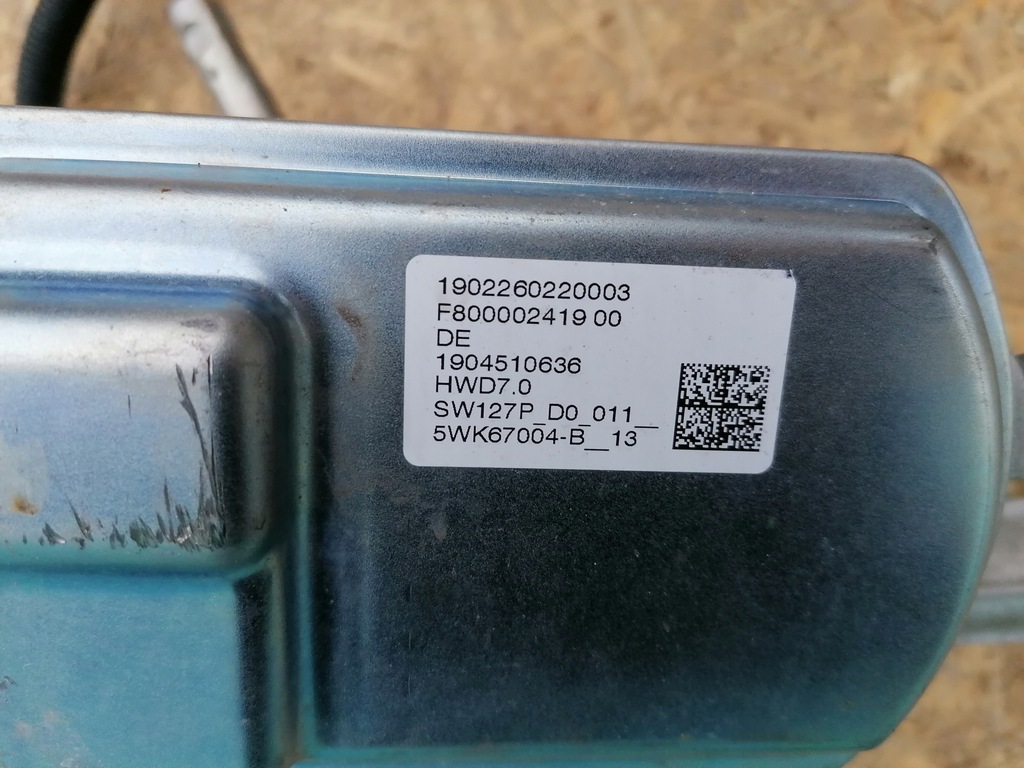 1902260220003
F800002419 00
DE
1904510636
HWD7.0
SW127P_D0_011__
5WK67004-B__13